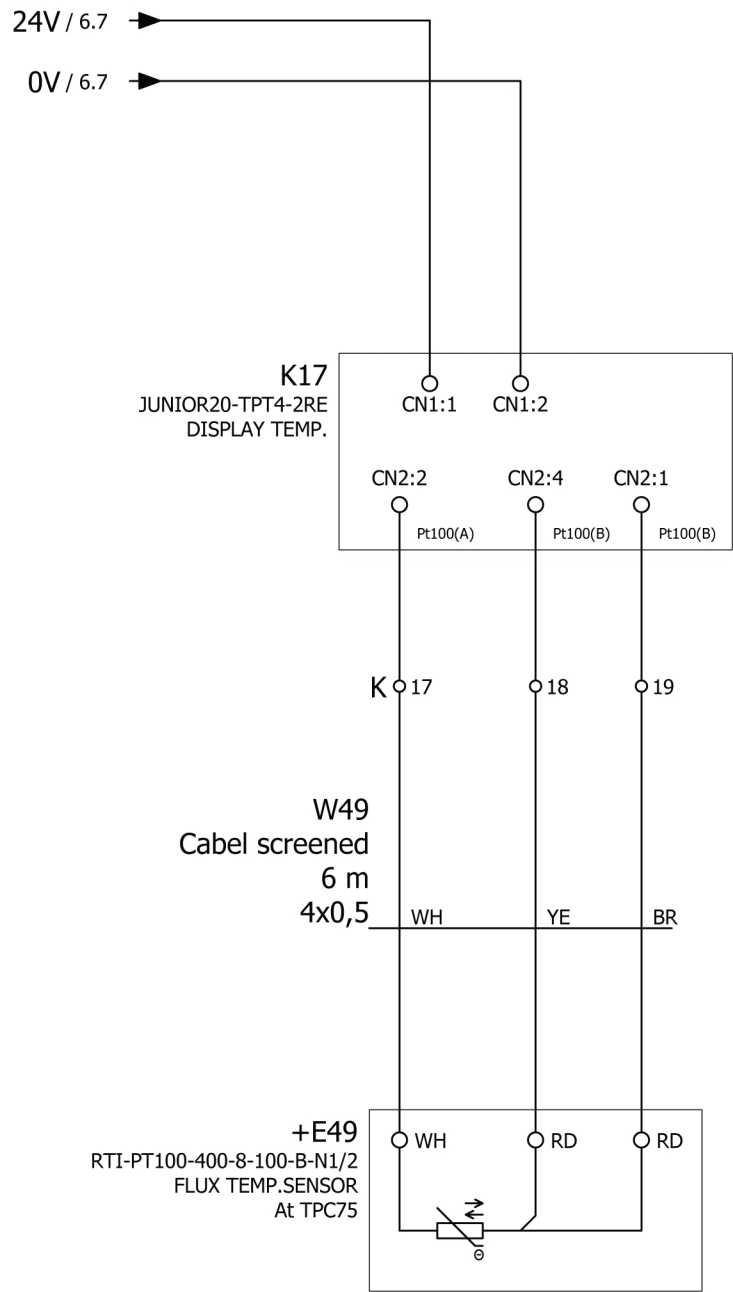 24V / 6.7
0V / 6.7
K17
JUNIOR20-TPT4-2RE
DISPLAY TEMP.
CN1:1 CN1:2
CN2:2 CN2:4 CN2:1
Pt100(A) Pt100(B) Pt100(B)
K 17 18 19
W49
Cabel screened
6 m
4x0,5
WH YE BR
+E49
RTI-PT100-400-8-100-B-N1/2
FLUX TEMP.SENSOR
At TPC75
WH RD RD
Θ